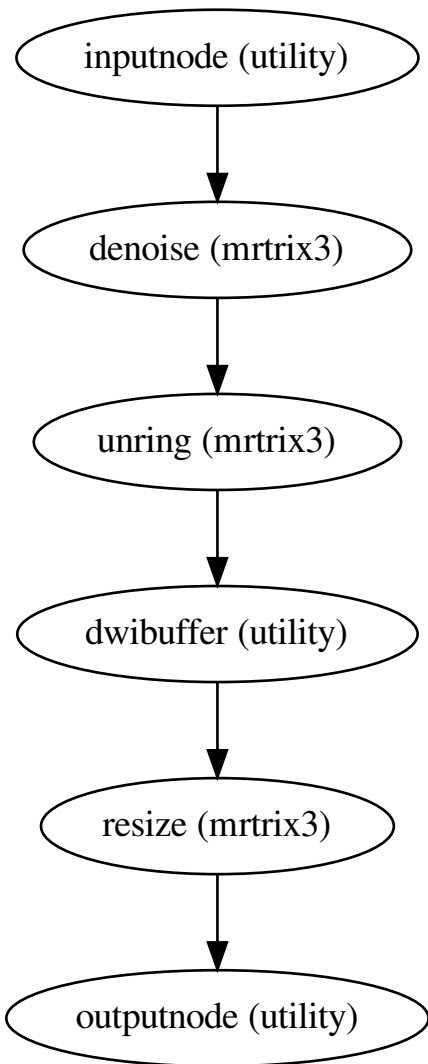 inputnode (utility)
denoise (mrtrix3)
unring (mrtrix3)
dwibuffer (utility)
resize (mrtrix3)
outputnode (utility)